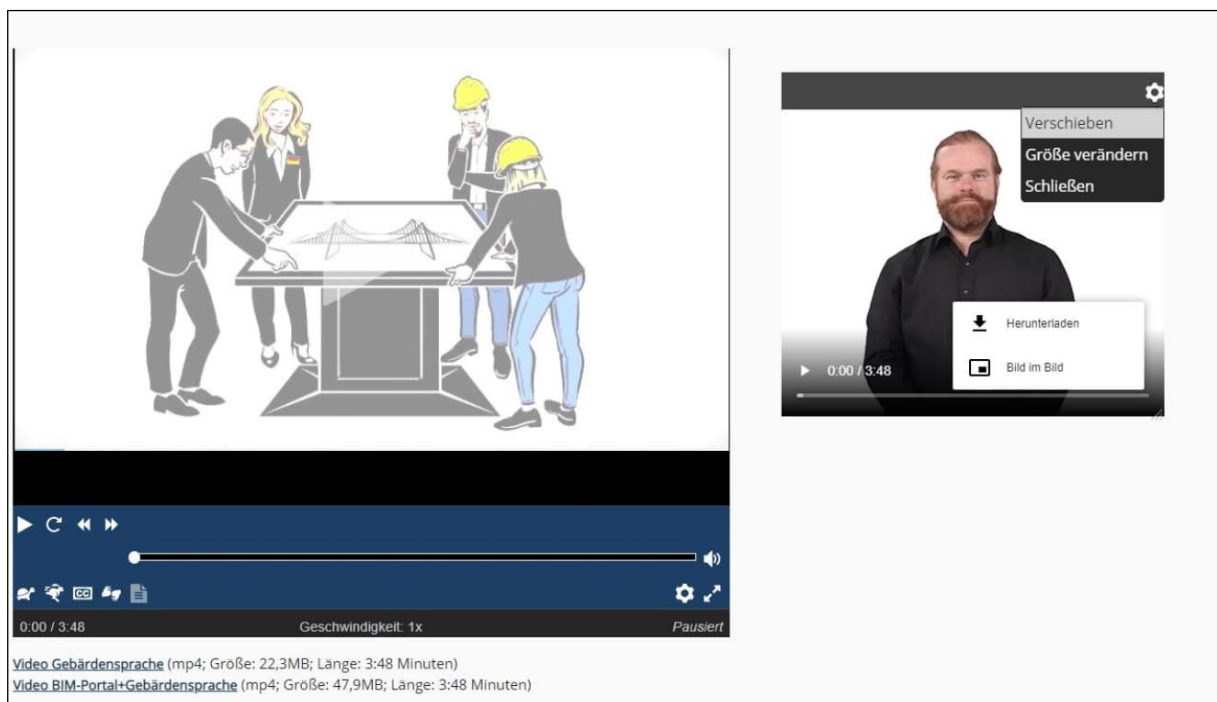 Verschieben
Größe verändern
Schließen
Herunterladen
Bild im Bild
0:00 / 3:48
CC
0:00 / 3:48 Geschwindigkeit: 1x Pausiert
Video Gebärdensprache (mp4; Größe: 22,3MB; Länge: 3:48 Minuten)
Video BIM-Portal+Gebärdensprache (mp4; Größe: 47,9MB; Länge: 3:48 Minuten)